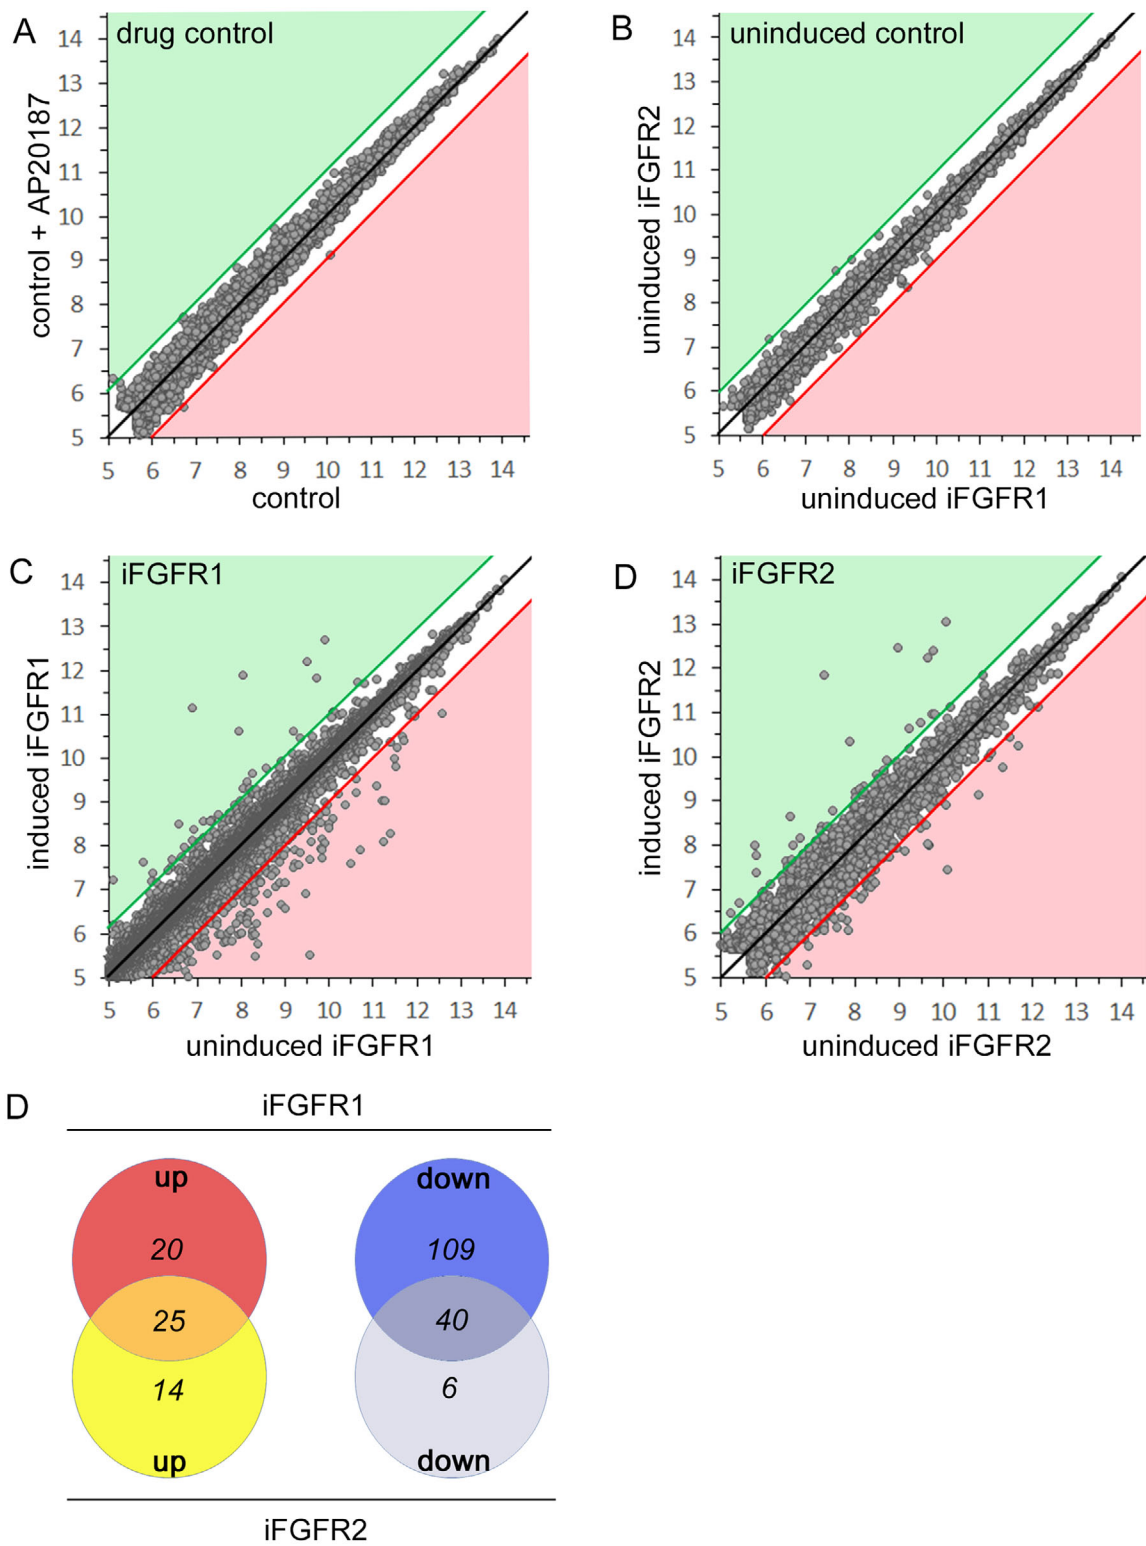 A
drug control
control + AP20187
14
13
12
11
10
9
8
7
6
5
5 6 7 8 9 10 11 12 13 14
control
B
uninduced control
uninduced iFGFR2
14
13
12
11
10
9
8
7
6
5
5 6 7 8 9 10 11 12 13 14
uninduced iFGFR1
C
iFGFR1
induced iFGFR1
14
13
12
11
10
9
8
7
6
5
5 6 7 8 9 10 11 12 13 14
uninduced iFGFR1
D
iFGFR2
induced iFGFR2
14
13
12
11
10
9
8
7
6
5
5 6 7 8 9 10 11 12 13 14
uninduced iFGFR2
D
iFGFR1
up
20
25
14
up
down
109
40
6
down
iFGFR2